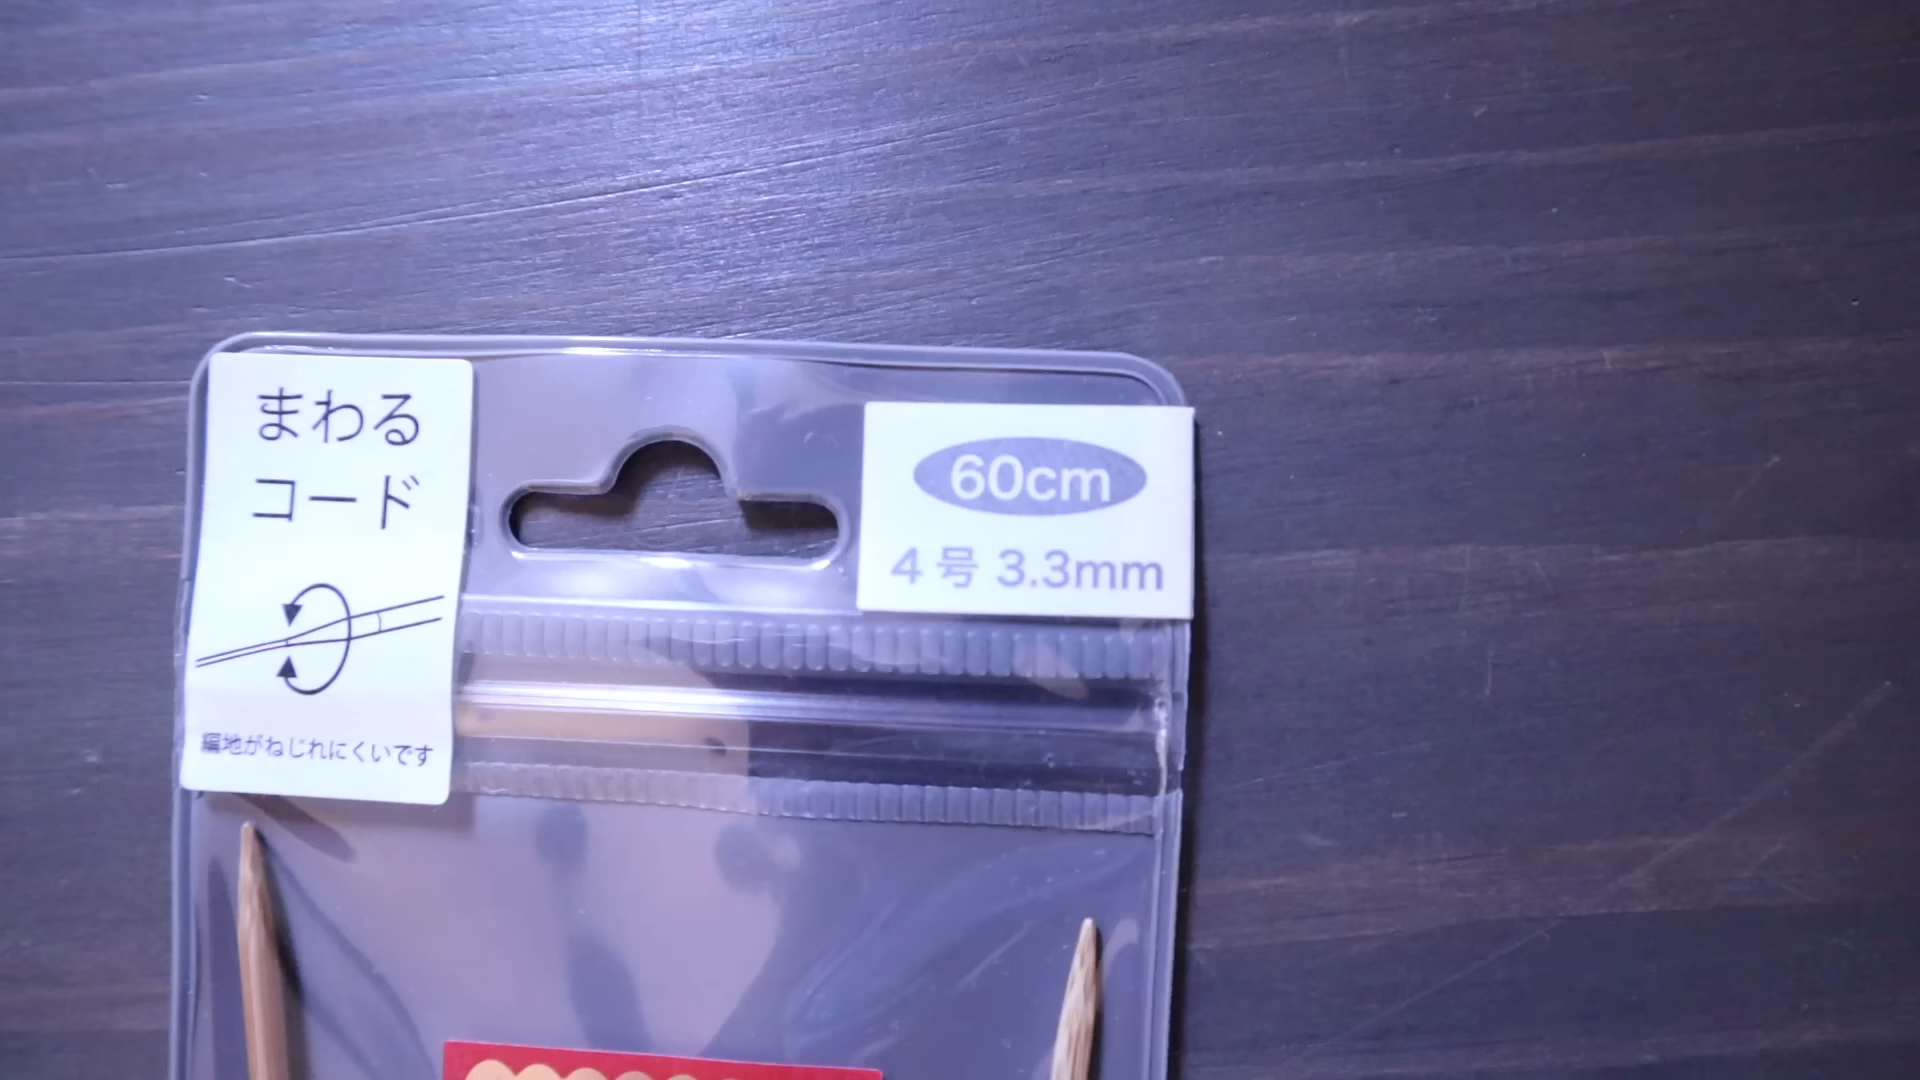 まわる
コード
編地がねじれにくいです
60cm
4号 3.3mm